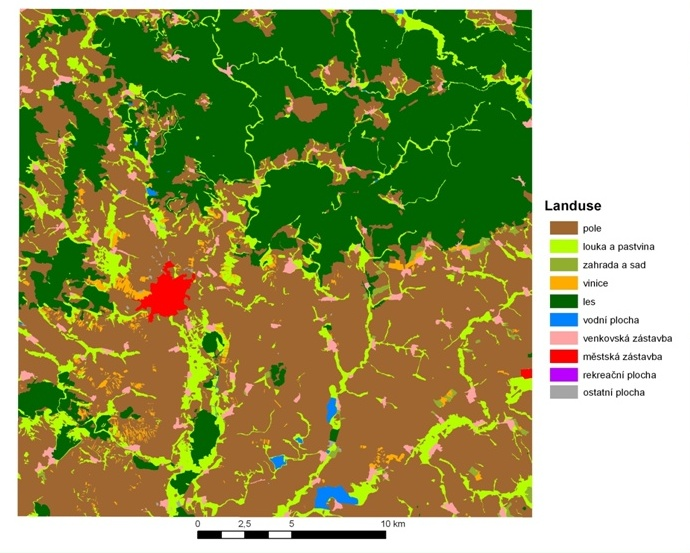 Landuse
pole
louka a pastvina
zahrada a sad
vinice
les
vodní plocha
venkovská zástavba
městská zástavba
rekreační plocha
ostatní plocha
0 2,5 5 10 km